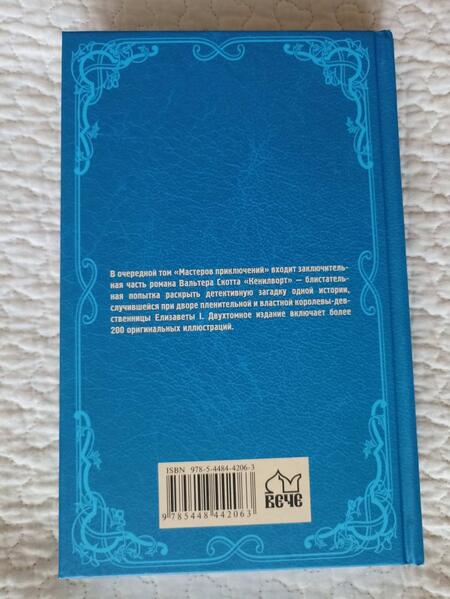 В очередной том «Мастеров приключений» входит заключитель-
ная часть романа Вальтера Скотта «Кенилворт» — блистатель-
ная попытка раскрыть детективную загадку одной истории,
случившейся при дворе пленительной и властной королевы-дев-
ственницы Елизаветы I. Двухтомное издание включает более
200 оригинальных иллюстраций.
ISBN 978-5-4484-4206-3
9 785448 442063
ВЕЧЕ